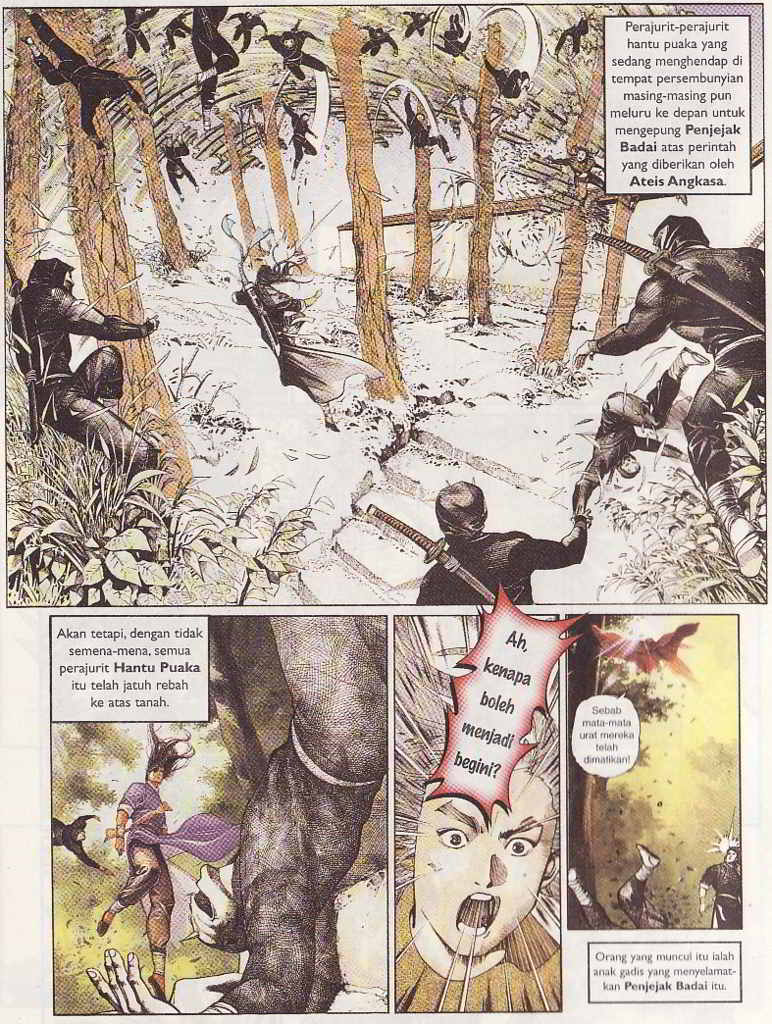 Perajurit-perajurit
hantu puaka yang
sedang menghendap di
tempat persembunyian
masing-masing pun
meluru ke depan untuk
mengepung Penjejak
Badai atas perintah
yang diberikan oleh
Ateis Angkasa.
Akan tetapi, dengan tidak
semena-mena, semua
perajurit Hantu Puaka
itu telah jatuh rebah
ke atas tanah.
Ah,
kenapa
boleh
menjadi
begini?
Sebab
mata-mata
urat mereka
telah
dimatikan!
Orang yang muncul itu ialah
anak gadis yang menyelamat-
kan Penjejak Badai itu.